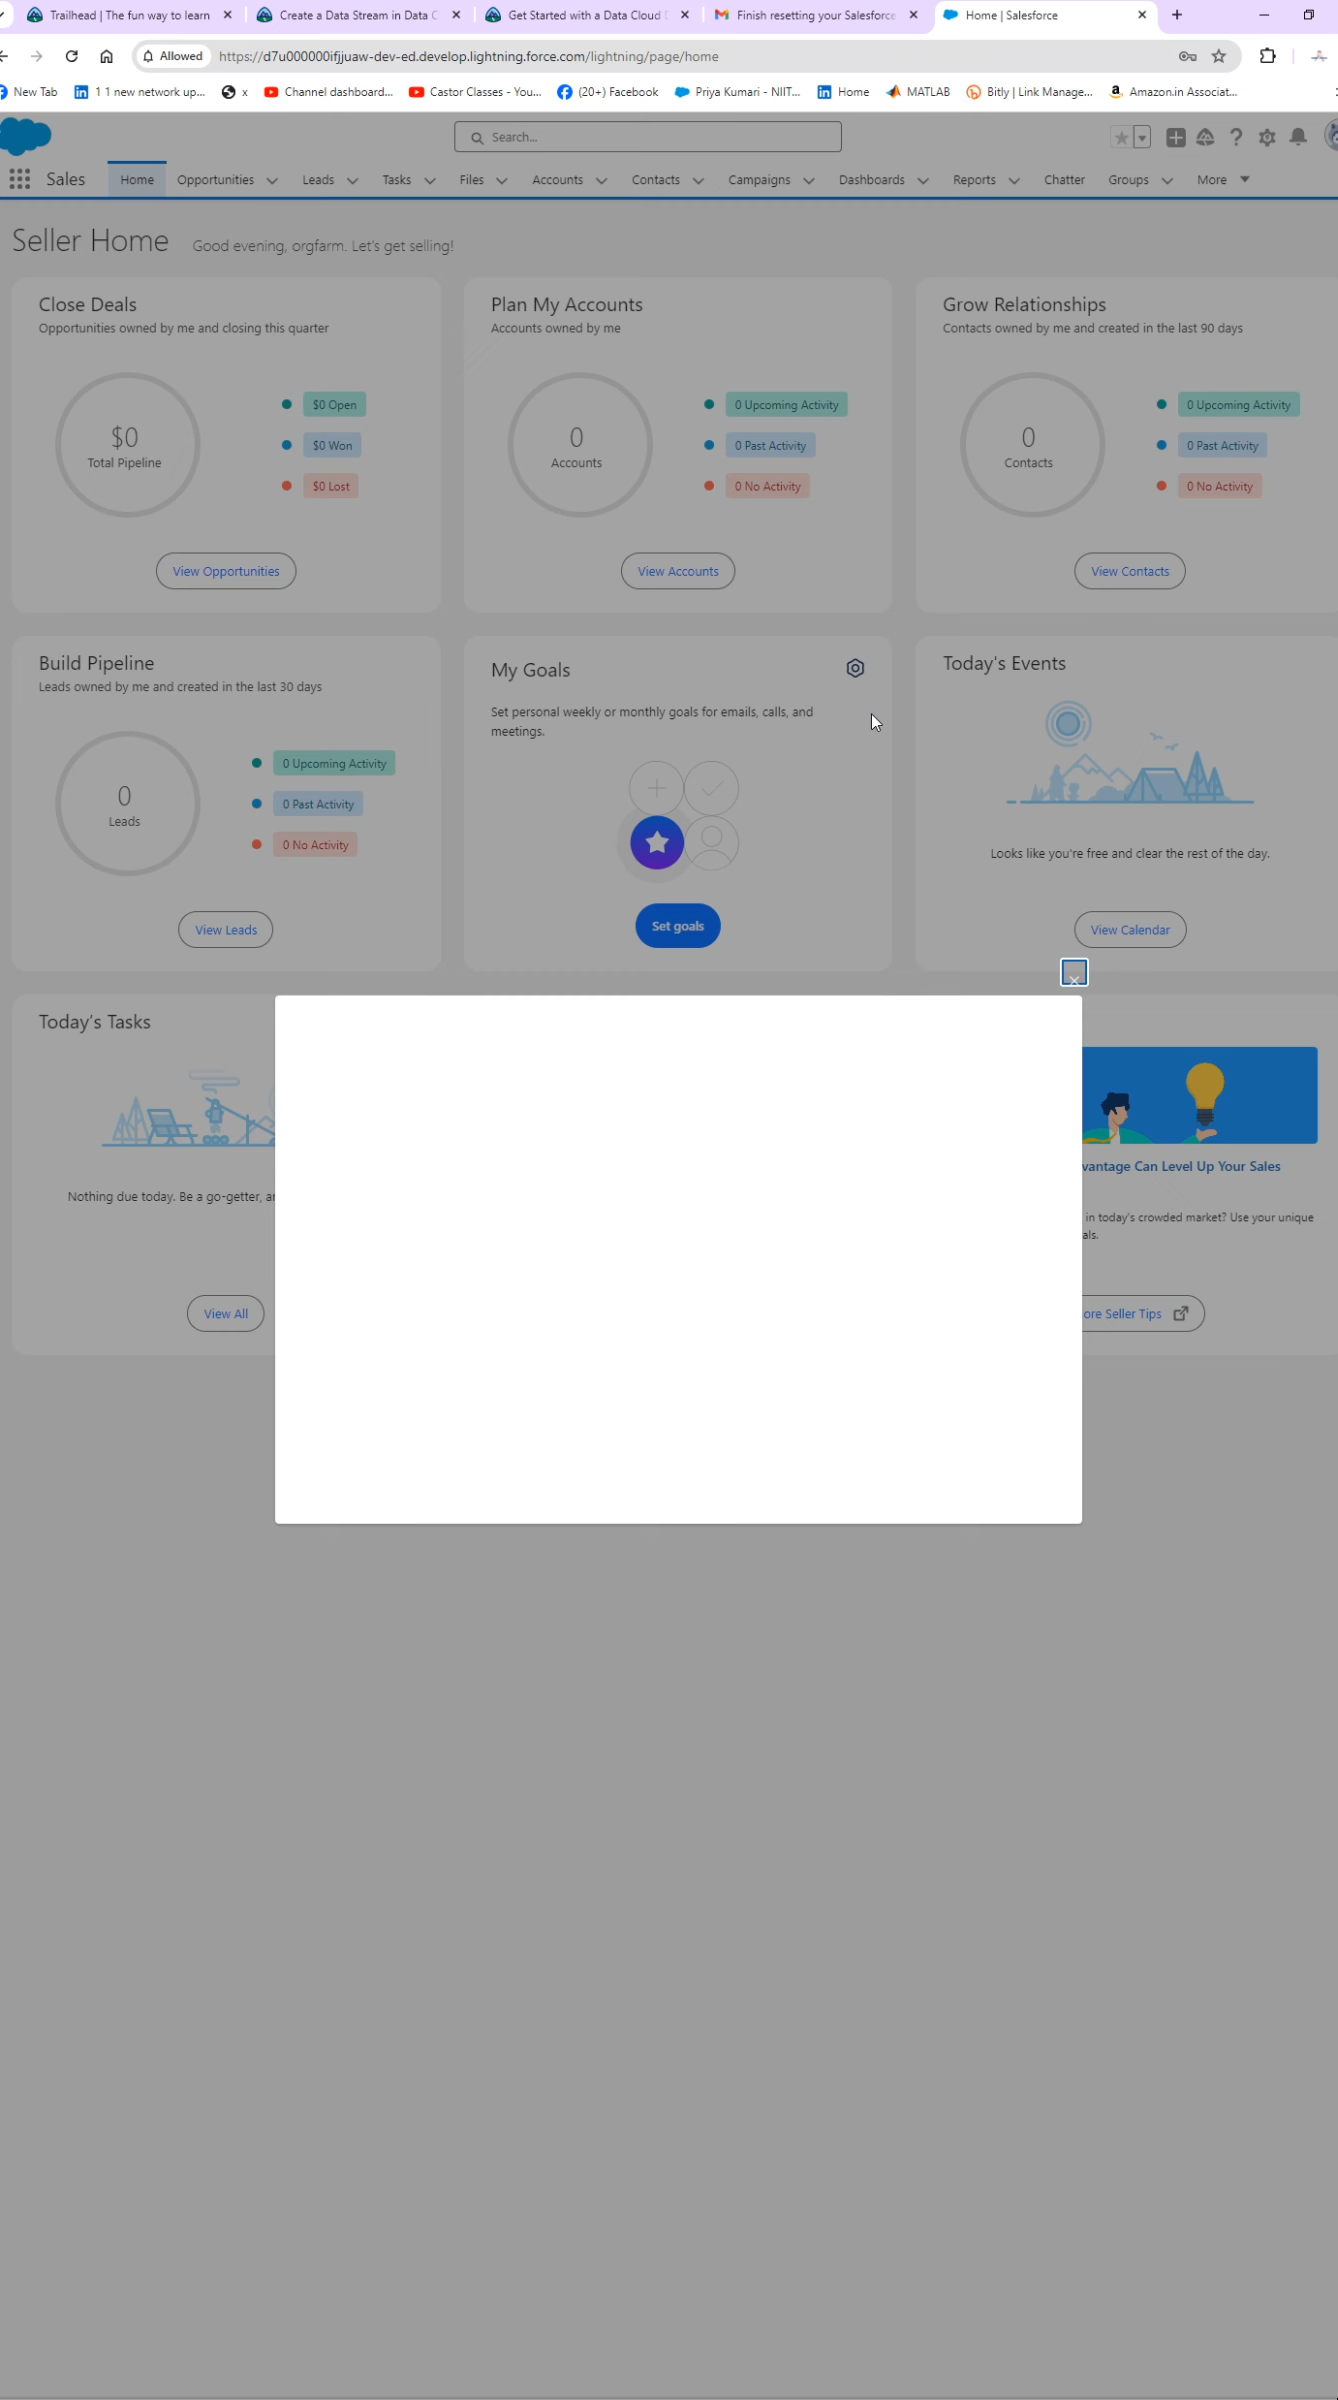 Trailhead | The fun way to learn
Create a Data Stream in Data C
Get Started with a Data Cloud
Finish resetting your Salesforce
Home | Salesforce
Allowed https://d7u000000ifjjuaw-dev-ed.develop.lightning.force.com/lightning/page/home
New Tab 1 1 new network up... x Channel dashboard... Castor Classes - You... (20+) Facebook Priya Kumari - NIIT... Home MATLAB Bitly | Link Manage... Amazon.in Associat...
Search...
Sales Home Opportunities Leads Tasks Files Accounts Contacts Campaigns Dashboards Reports Chatter Groups More
Seller Home Good evening, orgfarm. Let's get selling!
Close Deals
Opportunities owned by me and closing this quarter
$0
Total Pipeline
$0 Open
$0 Won
$0 Lost
View Opportunities
Plan My Accounts
Accounts owned by me
0
Accounts
0 Upcoming Activity
0 Past Activity
0 No Activity
View Accounts
Grow Relationships
Contacts owned by me and created in the last 90 days
0
Contacts
0 Upcoming Activity
0 Past Activity
0 No Activity
View Contacts
Build Pipeline
Leads owned by me and created in the last 30 days
0
Leads
0 Upcoming Activity
0 Past Activity
0 No Activity
View Leads
My Goals
Set personal weekly or monthly goals for emails, calls, and
meetings.
Set goals
Today's Events
Looks like you're free and clear the rest of the day.
View Calendar
Today's Tasks
Nothing due today. Be a go-getter, ar
View All
vantage Can Level Up Your Sales
in today's crowded market? Use your unique
als.
ore Seller Tips